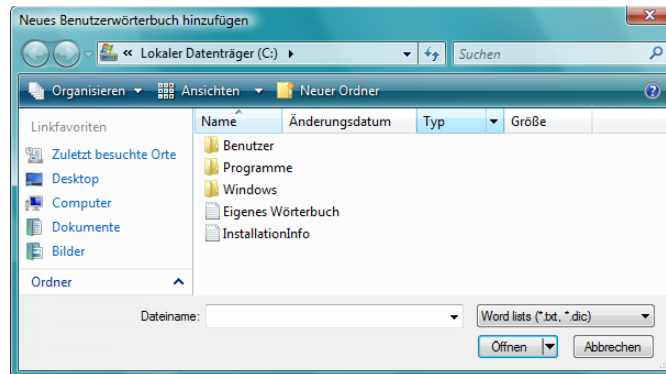 Neues Benutzerwörterbuch hinzufügen
« Lokaler Datenträger (C:) Suchen
Organisieren Ansichten Neuer Ordner
Linkfavoriten Name Änderungsdatum Typ Größe
Zuletzt besuchte Orte Benutzer
Desktop Programme
Computer Windows
Dokumente Eigenes Wörterbuch
Bilder InstallationInfo
Ordner
Dateiname: Word lists (*.txt, *.dic)
Öffnen Abbrechen